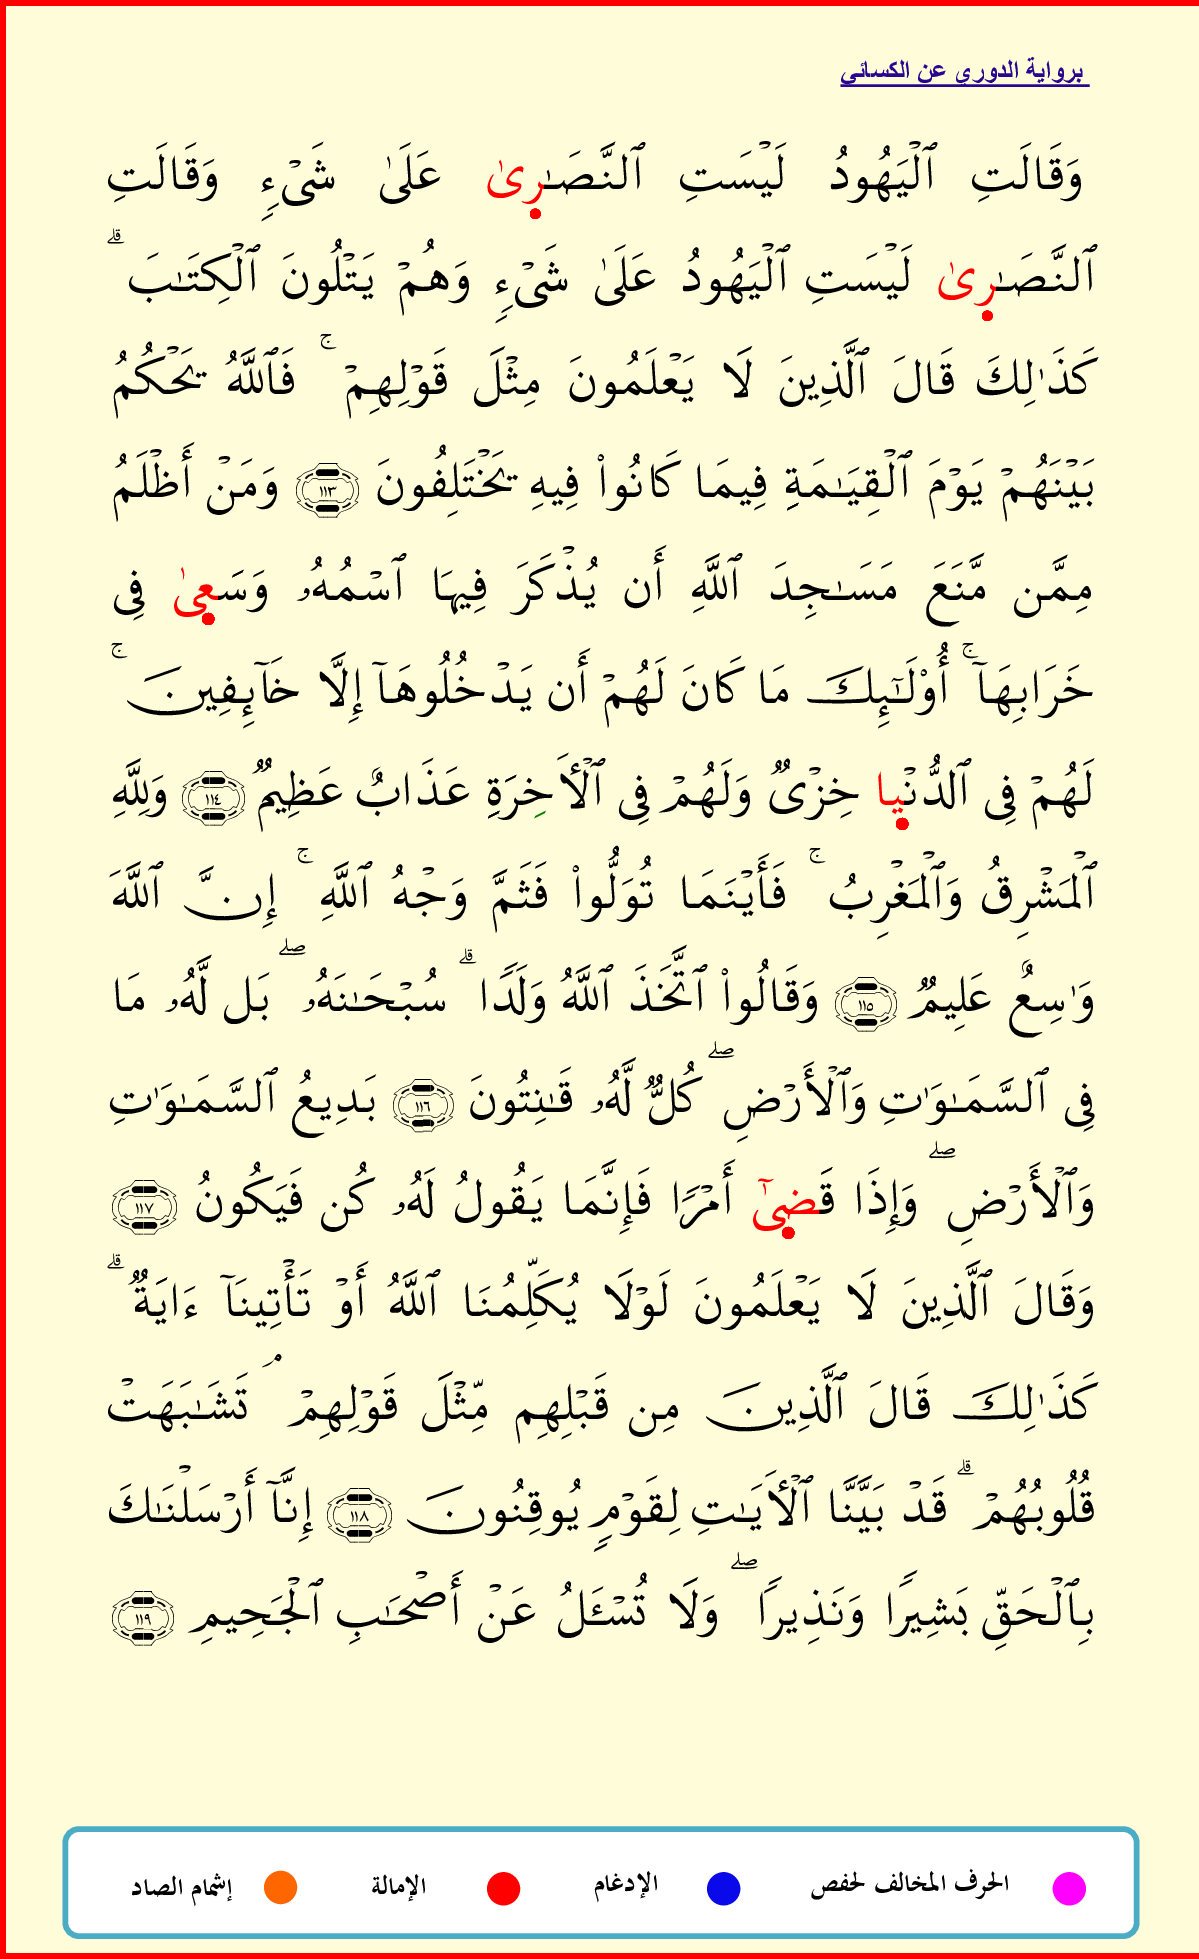 برواية الدوري عن الكسائي
وَقَالَتِ ٱلْيَهُودُ لَيْسَتِ ٱلنَّصَـٰرِىٰ عَلَىٰ شَىْءٍ وَقَالَتِ
ٱلنَّصَـٰرِىٰ لَيْسَتِ ٱلْيَهُودُ عَلَىٰ شَىْءٍ وَهُمْ يَتْلُونَ ٱلْكِتَـٰبَ ۗ
كَذَٰلِكَ قَالَ ٱلَّذِينَ لَا يَعْلَمُونَ مِثْلَ قَوْلِهِمْ ۚ فَٱللَّهُ يَحْكُمُ
بَيْنَهُمْ يَوْمَ ٱلْقِيَـٰمَةِ فِيمَا كَانُوا۟ فِيهِ يَخْتَلِفُونَ ١١٣ وَمَنْ أَظْلَمُ
مِمَّن مَّنَعَ مَسَـٰجِدَ ٱللَّهِ أَن يُذْكَرَ فِيهَا ٱسْمُهُۥ وَسَعِىٰ فِى
خَرَابِهَآ ۚ أُو۟لَـٰٓئِكَ مَا كَانَ لَهُمْ أَن يَدْخُلُوهَآ إِلَّا خَآئِفِينَ ۚ
لَهُمْ فِى ٱلدُّنْيِا خِزْىٌ وَلَهُمْ فِى ٱلْأَخِرَةِ عَذَابٌ عَظِيمٌ ١١٤ وَلِلَّهِ
ٱلْمَشْرِقُ وَٱلْمَغْرِبُ ۚ فَأَيْنَمَا تُوَلُّوا۟ فَثَمَّ وَجْهُ ٱللَّهِ ۚ إِنَّ ٱللَّهَ
وَٰسِعٌ عَلِيمٌ ١١٥ وَقَالُوا۟ ٱتَّخَذَ ٱللَّهُ وَلَدًا ۗ سُبْحَـٰنَهُۥ ۖ بَل لَّهُۥ مَا
فِى ٱلسَّمَـٰوَٰتِ وَٱلْأَرْضِ ۖ كُلٌّ لَّهُۥ قَـٰنِتُونَ ١١٦ بَدِيعُ ٱلسَّمَـٰوَٰتِ
وَٱلْأَرْضِ ۖ وَإِذَا قَضِىٰٓ أَمْرًا فَإِنَّمَا يَقُولُ لَهُۥ كُن فَيَكُونُ ١١٧
وَقَالَ ٱلَّذِينَ لَا يَعْلَمُونَ لَوْلَا يُكَلِّمُنَا ٱللَّهُ أَوْ تَأْتِينَآ ءَايَةٌ ۗ
كَذَٰلِكَ قَالَ ٱلَّذِينَ مِن قَبْلِهِم مِّثْلَ قَوْلِهِمْ ۘ تَشَـٰبَهَتْ
قُلُوبُهُمْ ۗ قَدْ بَيَّنَّا ٱلْأَيَـٰتِ لِقَوْمٍ يُوقِنُونَ ١١٨ إِنَّآ أَرْسَلْنَـٰكَ
بِٱلْحَقِّ بَشِيرًا وَنَذِيرًا ۖ وَلَا تُسْـَٔلُ عَنْ أَصْحَـٰبِ ٱلْجَحِيمِ ١١٩
الحرف المخالف لحفص الإدغام الإمالة إشمام الصاد